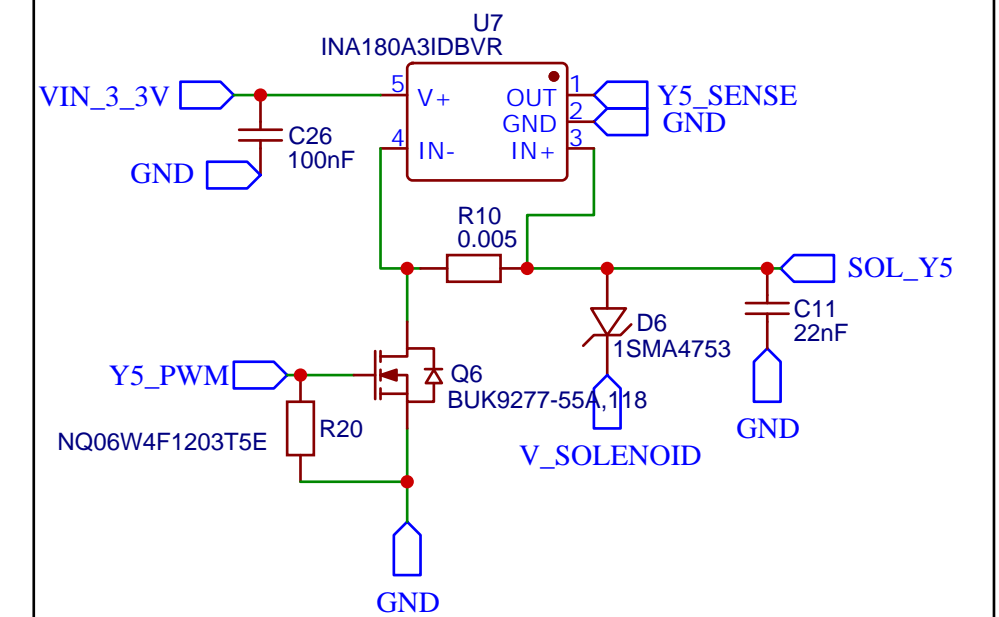 U7
INA180A3IDBVR
VIN_3_3V
5
V+
OUT
1
Y5_SENSE
GND
2
GND
4
IN-
IN+
3
C26
100nF
GND
R10
0.005
SOL_Y5
D6
1SMA4753
C11
22nF
Y5_PWM
Q6
BUK9277-55A,118
R20
NQ06W4F1203T5E
V_SOLENOID
GND
GND